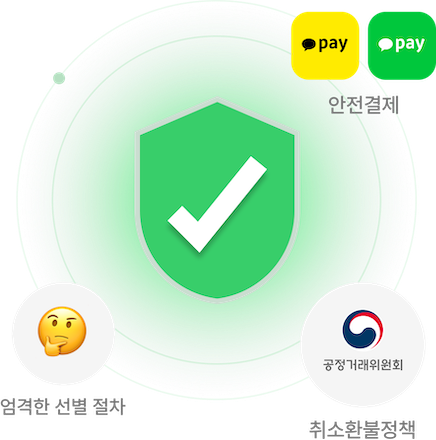 pay pay
안전결제
공정거래위원회
엄격한 선별 절차
취소환불정책